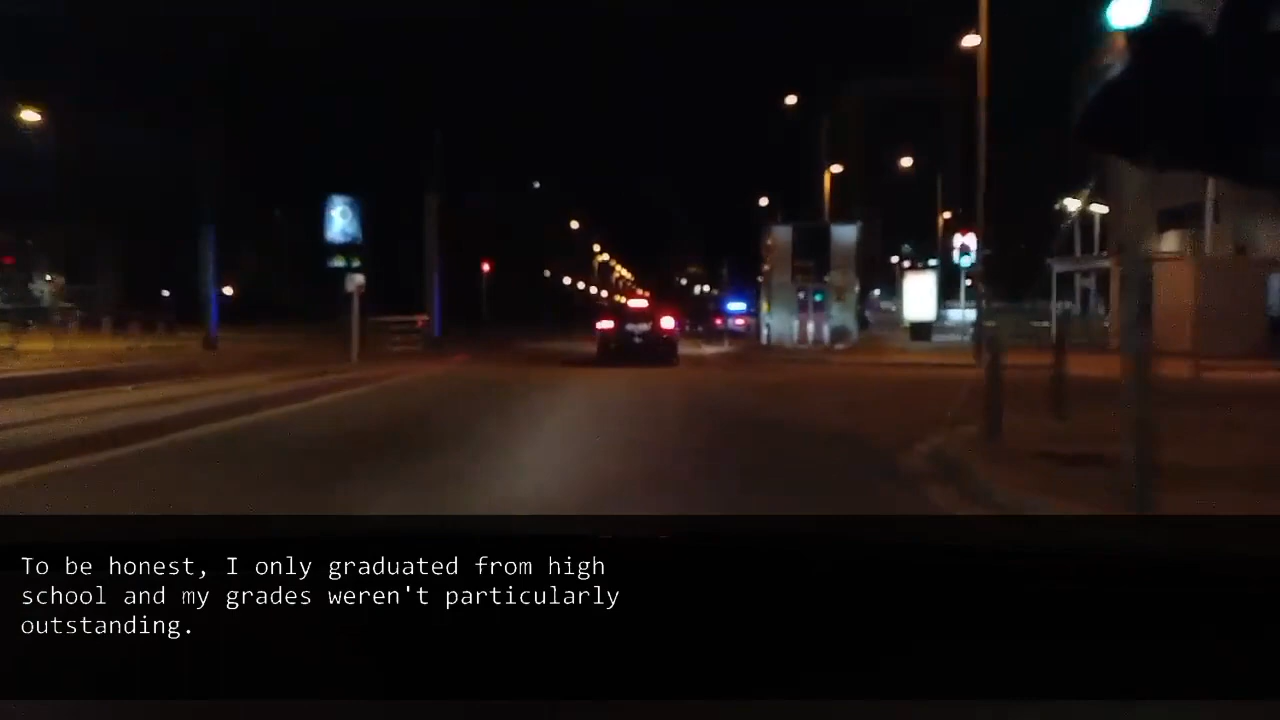 To be honest, I only graduated from high
school and my grades weren't particularly
outstanding.